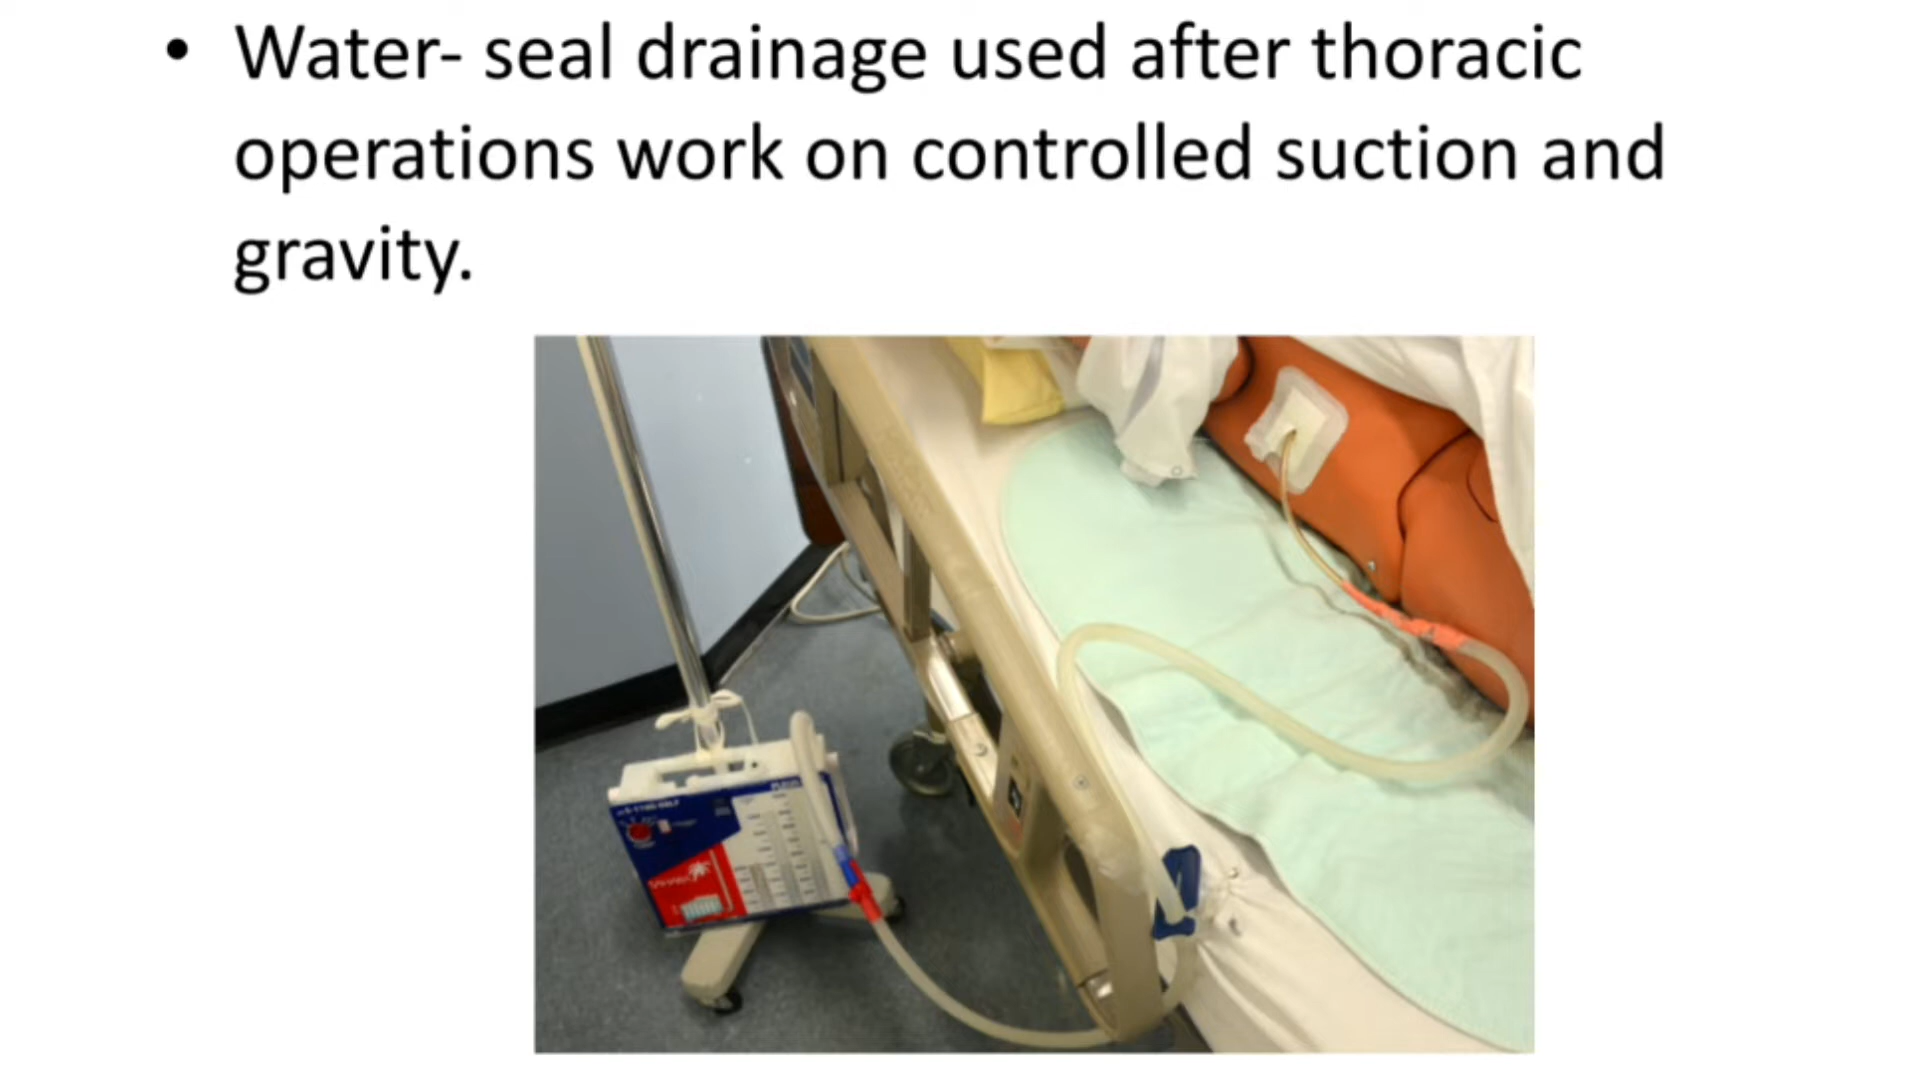 • Water- seal drainage used after thoracic
operations work on controlled suction and
gravity.